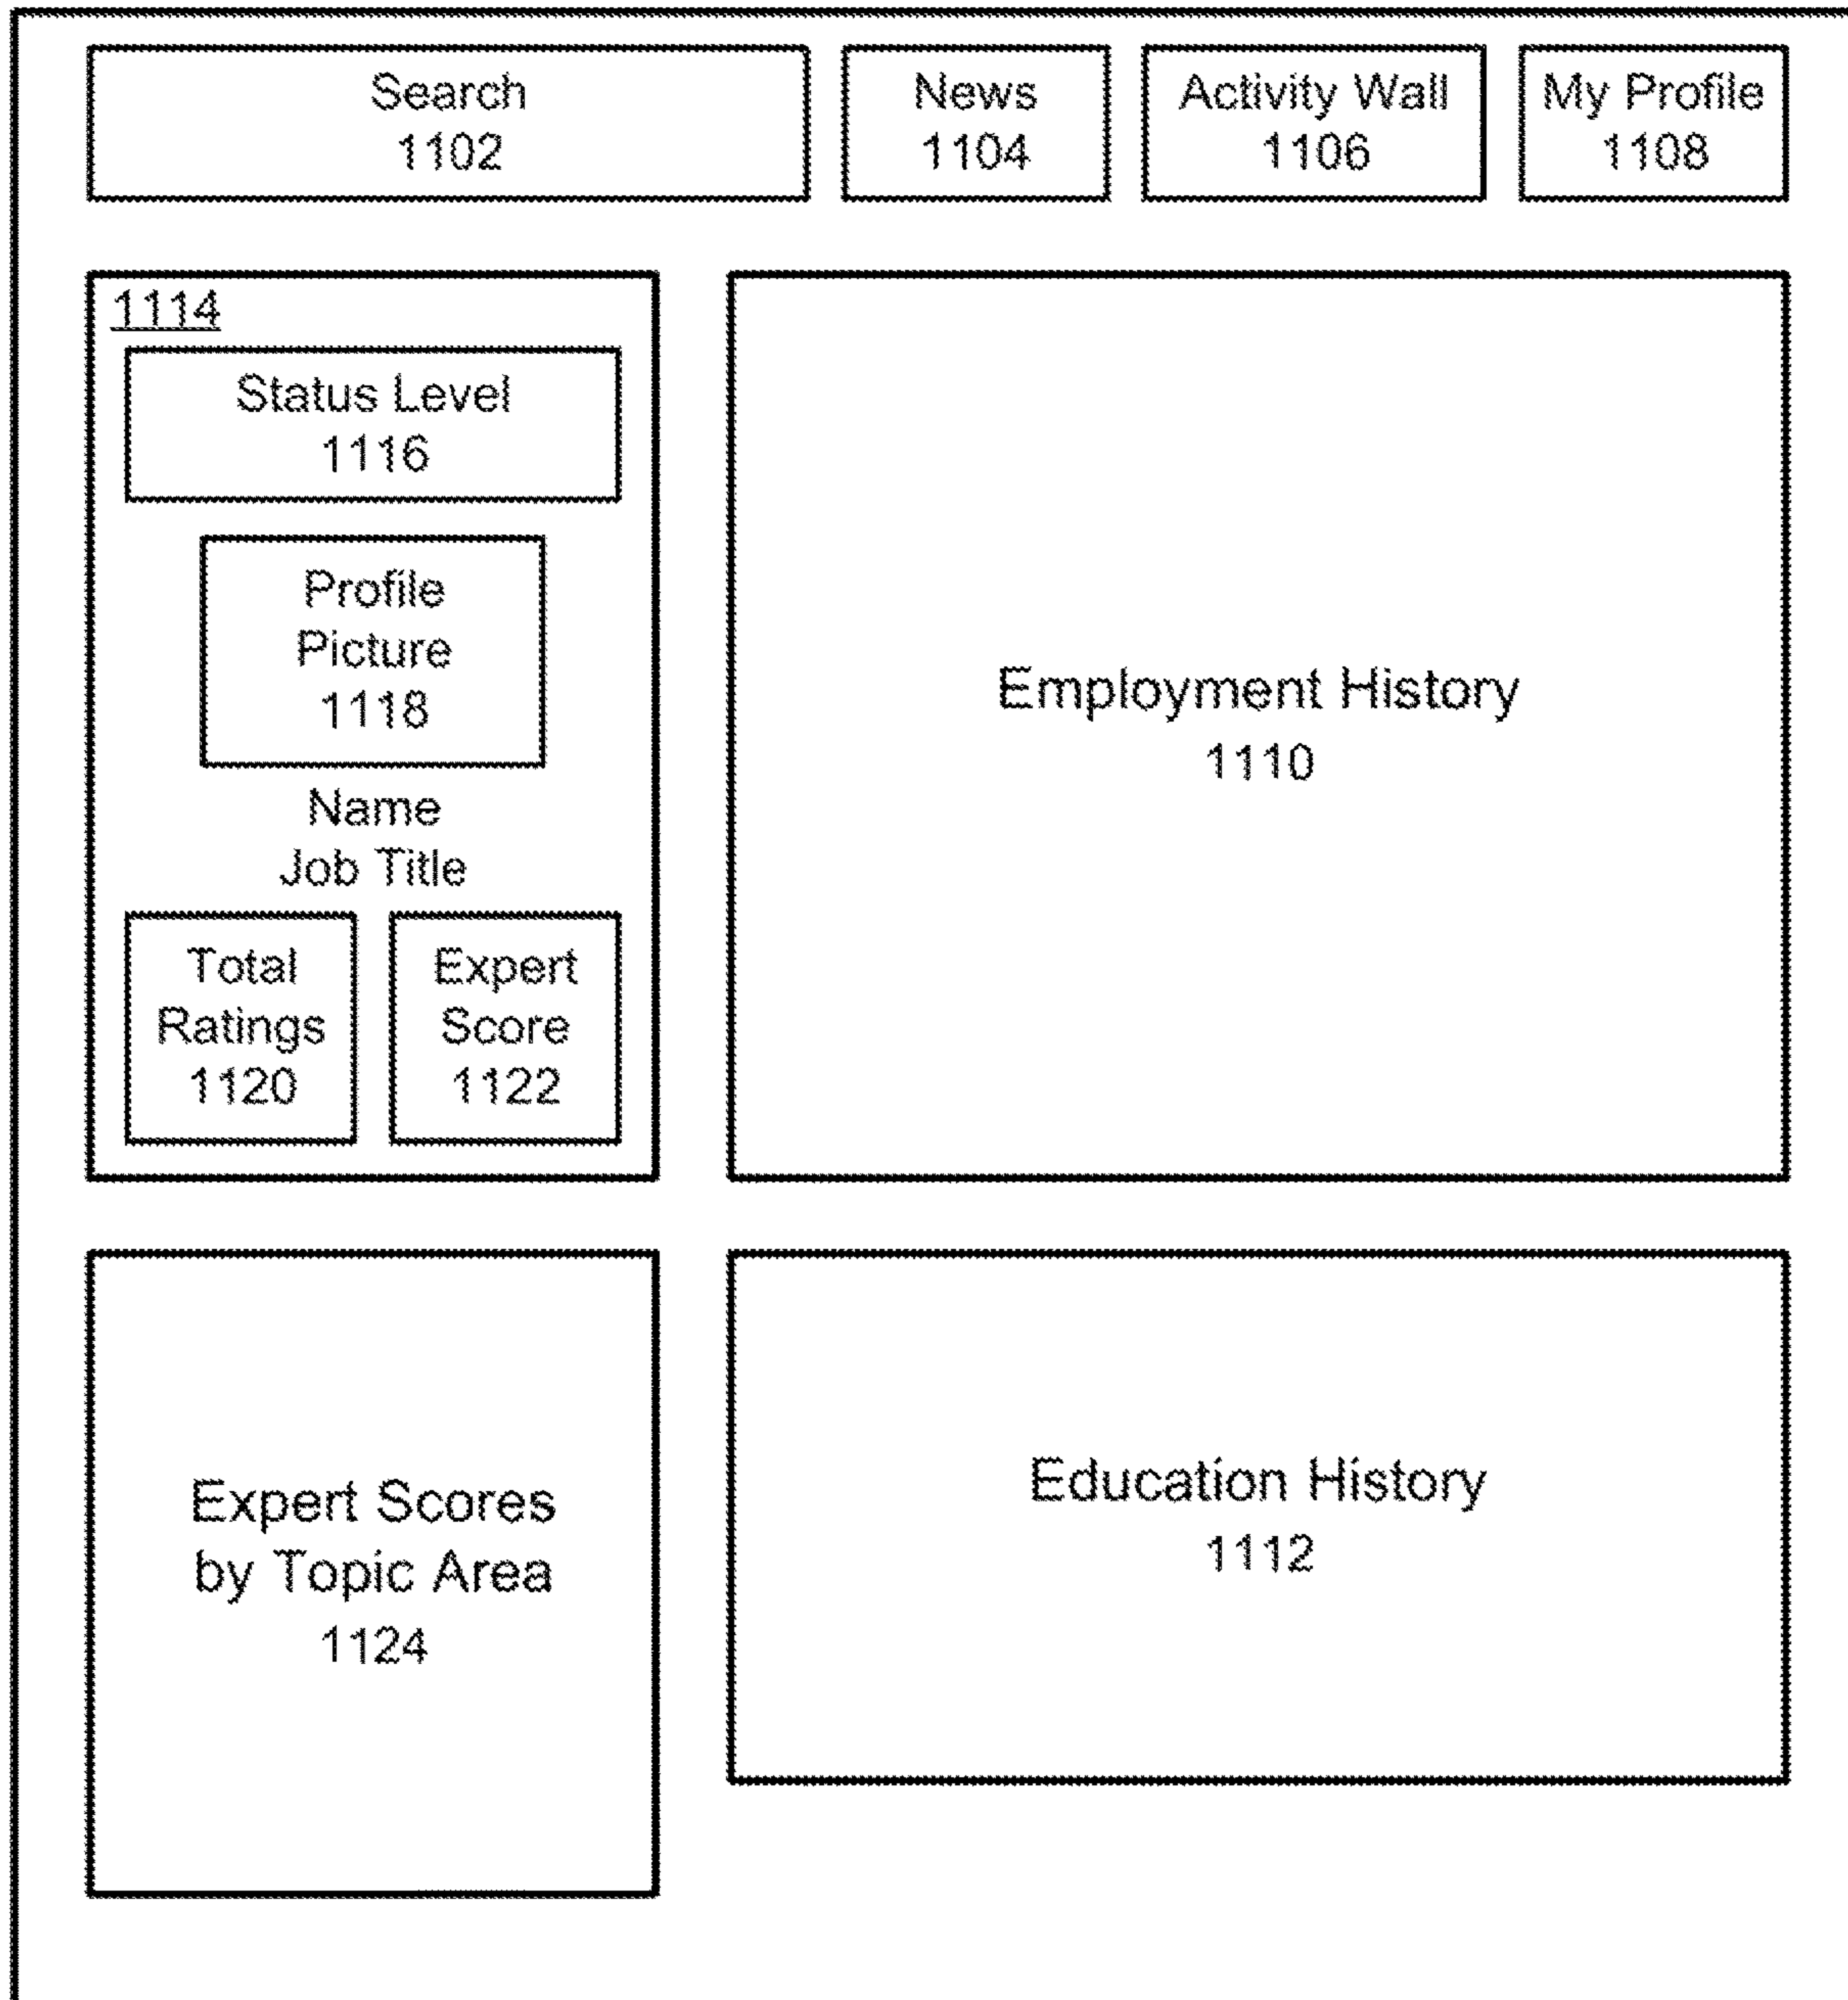 Search
1102
News
1104
Activity Wall
1106
My Profile
1108
1114
Status Level
1116
Profile
Picture
1118
Name
Job Title
Total
Ratings
1120
Expert
Score
1122
Employment History
1110
Expert Scores
by Topic Area
1124
Education History
1112